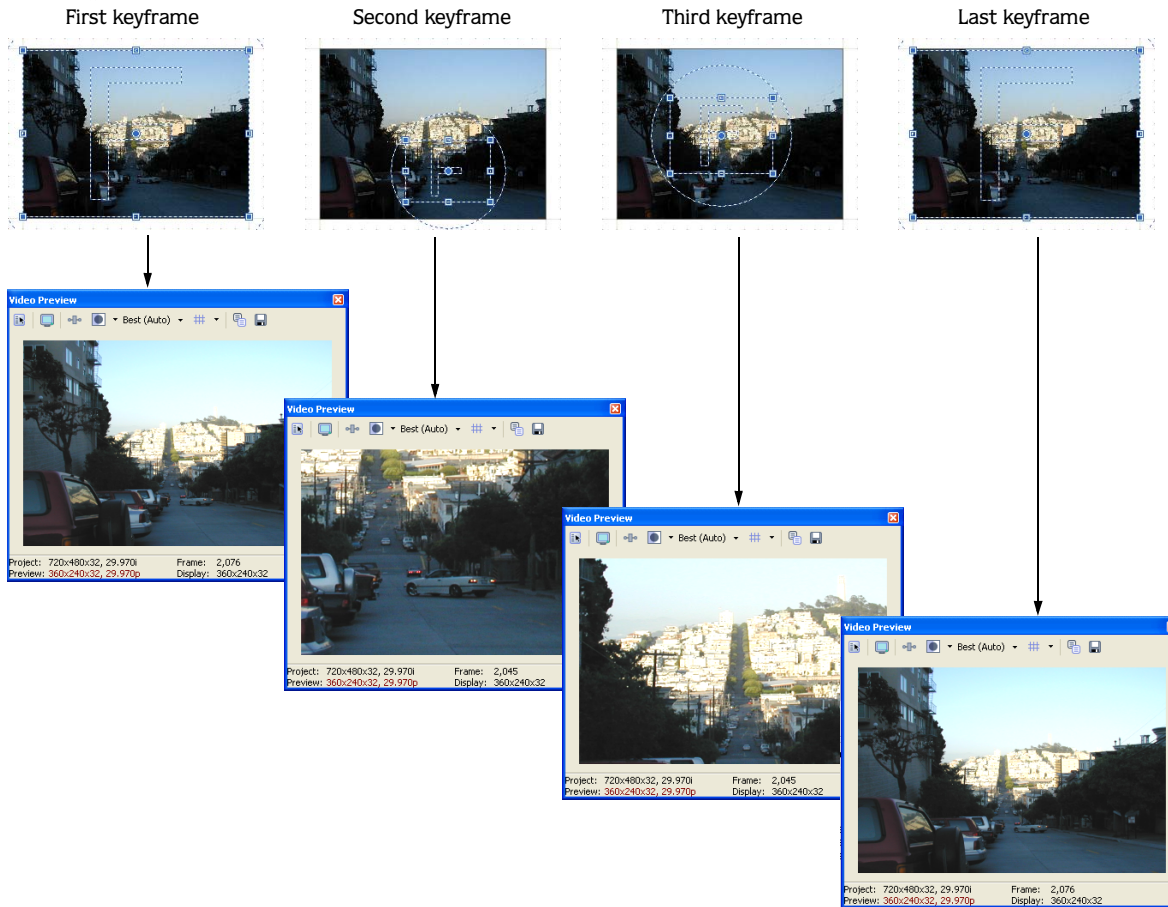 First keyframe
Second keyframe
Third keyframe
Last keyframe
Video Preview
Best (Auto)
Project: 720x480x32, 29.970i Frame: 2,076
Preview: 360x240x32, 29.970p Display: 360x240x32
Video Preview
Best (Auto)
Project: 720x480x32, 29.970i Frame: 2,045
Preview: 360x240x32, 29.970p Display: 360x240x32
Video Preview
Best (Auto)
Project: 720x480x32, 29.970i Frame: 2,045
Preview: 360x240x32, 29.970p Display: 360x240x32
Video Preview
Best (Auto)
Project: 720x480x32, 29.970i Frame: 2,076
Preview: 360x240x32, 29.970p Display: 360x240x32